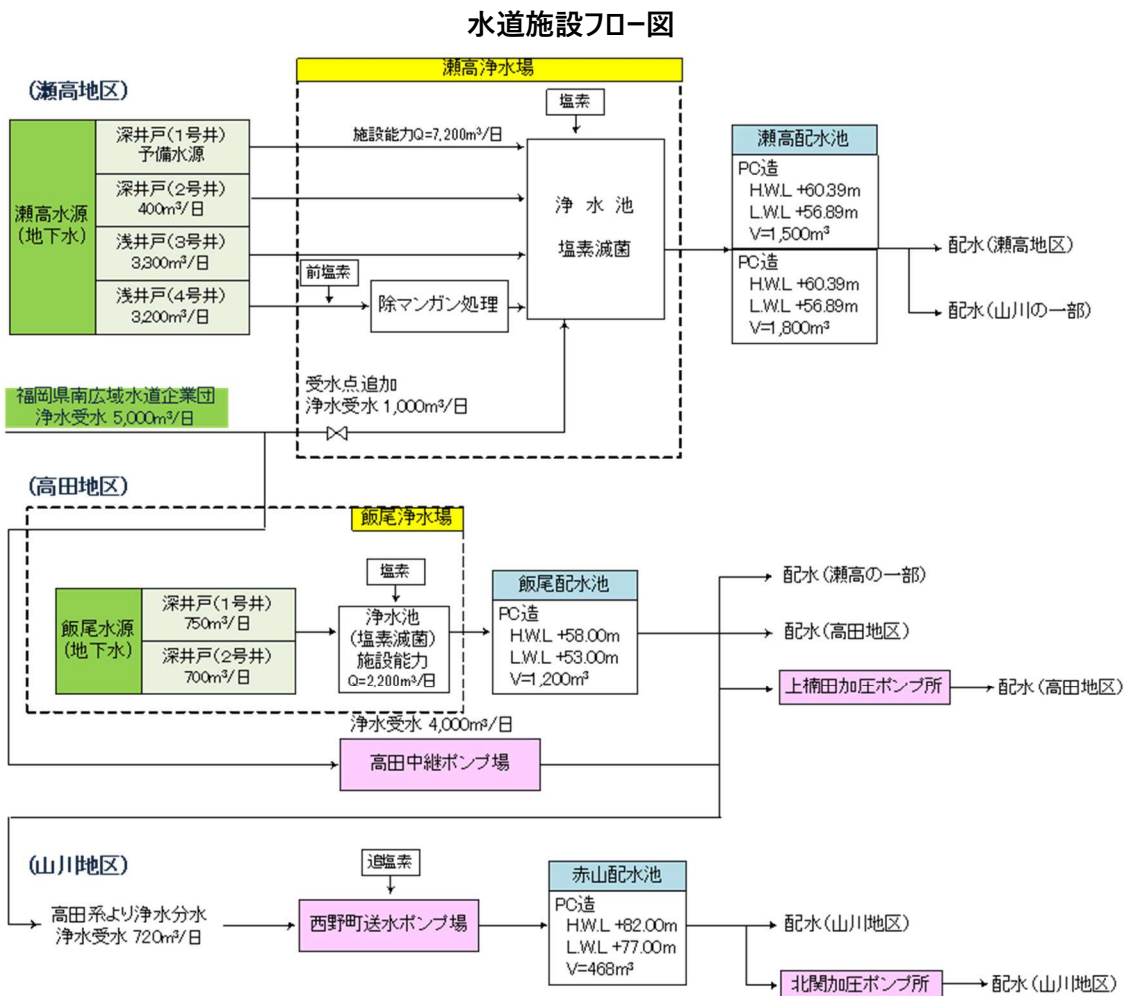 水道施設フロー図
(瀬高地区)
瀬高浄水場
瀬高水源
(地下水)
深井戸(1号井)
予備水源
深井戸(2号井)
400m³/日
浅井戸(3号井)
3,300m³/日
浅井戸(4号井)
3,200m³/日
施設能力Q=7,200m³/日
塩素
前塩素
除マンガン処理
浄 水 池
塩素滅菌
瀬高配水池
PC造
H.W.L +60.39m
L.W.L +56.89m
V=1,500m³
PC造
H.W.L +60.39m
L.W.L +56.89m
V=1,800m³
配水(瀬高地区)
配水(山川の一部)
福岡県南広域水道企業団
浄水受水 5,000m³/日
受水点追加
浄水受水 1,000m³/日
(高田地区)
飯尾浄水場
飯尾水源
(地下水)
深井戸(1号井)
750m³/日
深井戸(2号井)
700m³/日
塩素
浄水池
(塩素滅菌)
施設能力
Q=2,200m³/日
飯尾配水池
PC造
H.W.L +58.00m
L.W.L +53.00m
V=1,200m³
配水(瀬高の一部)
配水(高田地区)
上楠田加圧ポンプ所
配水(高田地区)
浄水受水 4,000m³/日
高田中継ポンプ場
(山川地区)
高田系より浄水分水
浄水受水 720m³/日
追塩素
西野町送水ポンプ場
赤山配水池
PC造
H.W.L +82.00m
L.W.L +77.00m
V=468m³
配水(山川地区)
北関加圧ポンプ所
配水(山川地区)